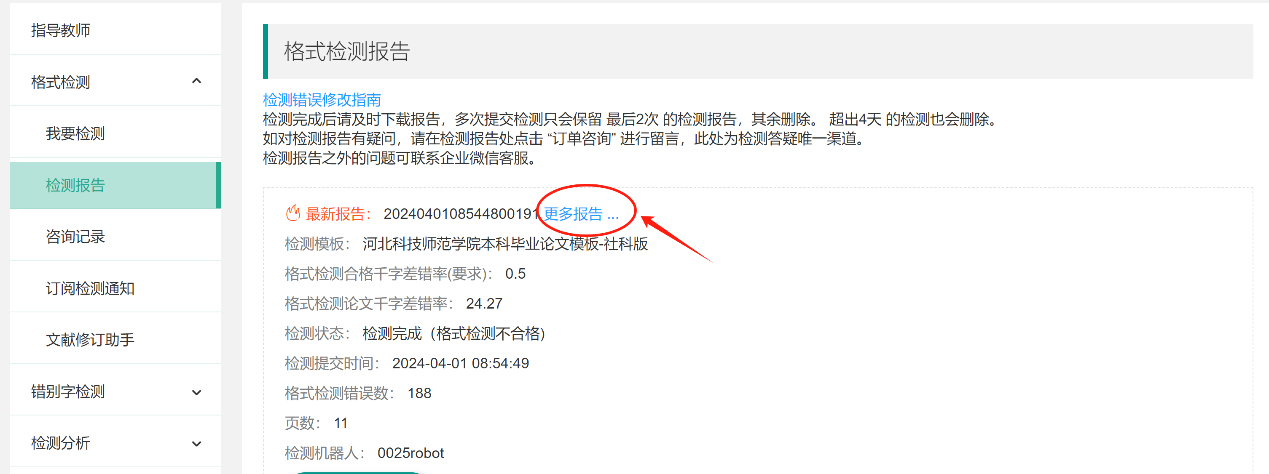 指导教师
格式检测
我要检测
检测报告
咨询记录
订阅检测通知
文献修订助手
错别字检测
检测分析
格式检测报告
检测错误修改指南
检测完成后请及时下载报告，多次提交检测只会保留 最后2次 的检测报告，其余删除。 超出4天 的检测也会删除。
如对检测报告有疑问，请在检测报告处点击 “订单咨询” 进行留言，此处为检测答疑唯一渠道。
检测报告之外的问题可联系企业微信客服。
最新报告： 2024040108544800191 更多报告 ...
检测模板： 河北科技师范学院本科毕业论文模板-社科版
格式检测合格千字差错率(要求)： 0.5
格式检测论文千字差错率： 24.27
检测状态： 检测完成（格式检测不合格）
检测提交时间： 2024-04-01 08:54:49
格式检测错误数： 188
页数： 11
检测机器人： 0025robot